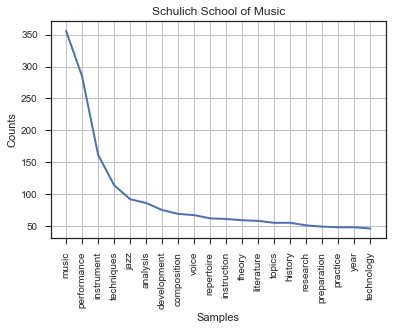 Schulich School of Music
Counts
350
300
250
200
150
100
50
music
performance
instrument
techniques
jazz
analysis
development
composition
voice
repertoire
instruction
theory
literature
topics
history
research
preparation
practice
year
technology
Samples